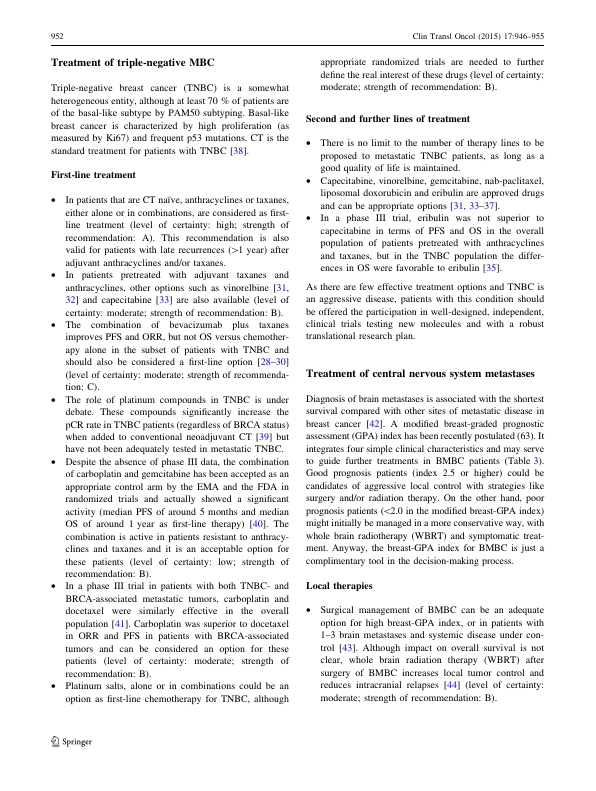 952
Clin Transl Oncol (2015) 17:946–955
Treatment of triple-negative MBC
Triple-negative breast cancer (TNBC) is a somewhat
heterogeneous entity, although at least 70 % of patients are
of the basal-like subtype by PAM50 subtyping. Basal-like
breast cancer is characterized by high proliferation (as
measured by Ki67) and frequent p53 mutations. CT is the
standard treatment for patients with TNBC [38].
First-line treatment
• In patients that are CT naïve, anthracyclines or taxanes,
either alone or in combinations, are considered as first-
line treatment (level of certainty: high; strength of
recommendation: A). This recommendation is also
valid for patients with late recurrences (>1 year) after
adjuvant anthracyclines and/or taxanes.
• In patients pretreated with adjuvant taxanes and
anthracyclines, other options such as vinorelbine [31,
32] and capecitabine [33] are also available (level of
certainty: moderate; strength of recommendation: B).
• The combination of bevacizumab plus taxanes
improves PFS and ORR, but not OS versus chemother-
apy alone in the subset of patients with TNBC and
should also be considered a first-line option [28–30]
(level of certainty: moderate; strength of recommenda-
tion: C).
• The role of platinum compounds in TNBC is under
debate. These compounds significantly increase the
pCR rate in TNBC patients (regardless of BRCA status)
when added to conventional neoadjuvant CT [39] but
have not been adequately tested in metastatic TNBC.
• Despite the absence of phase III data, the combination
of carboplatin and gemcitabine has been accepted as an
appropriate control arm by the EMA and the FDA in
randomized trials and actually showed a significant
activity (median PFS of around 5 months and median
OS of around 1 year as first-line therapy) [40]. The
combination is active in patients resistant to anthracy-
clines and taxanes and it is an acceptable option for
these patients (level of certainty: low; strength of
recommendation: B).
• In a phase III trial in patients with both TNBC- and
BRCA-associated metastatic tumors, carboplatin and
docetaxel were similarly effective in the overall
population [41]. Carboplatin was superior to docetaxel
in ORR and PFS in patients with BRCA-associated
tumors and can be considered an option for these
patients (level of certainty: moderate; strength of
recommendation: B).
• Platinum salts, alone or in combinations could be an
option as first-line chemotherapy for TNBC, although
appropriate randomized trials are needed to further
define the real interest of these drugs (level of certainty:
moderate; strength of recommendation: B).
Second and further lines of treatment
• There is no limit to the number of therapy lines to be
proposed to metastatic TNBC patients, as long as a
good quality of life is maintained.
• Capecitabine, vinorelbine, gemcitabine, nab-paclitaxel,
liposomal doxorubicin and eribulin are approved drugs
and can be appropriate options [31, 33–37].
• In a phase III trial, eribulin was not superior to
capecitabine in terms of PFS and OS in the overall
population of patients pretreated with anthracyclines
and taxanes, but in the TNBC population the differ-
ences in OS were favorable to eribulin [35].
As there are few effective treatment options and TNBC is
an aggressive disease, patients with this condition should
be offered the participation in well-designed, independent,
clinical trials testing new molecules and with a robust
translational research plan.
Treatment of central nervous system metastases
Diagnosis of brain metastases is associated with the shortest
survival compared with other sites of metastatic disease in
breast cancer [42]. A modified breast-graded prognostic
assessment (GPA) index has been recently postulated (63). It
integrates four simple clinical characteristics and may serve
to guide further treatments in BMBC patients (Table 3).
Good prognosis patients (index 2.5 or higher) could be
candidates of aggressive local control with strategies like
surgery and/or radiation therapy. On the other hand, poor
prognosis patients (<2.0 in the modified breast-GPA index)
might initially be managed in a more conservative way, with
whole brain radiotherapy (WBRT) and symptomatic treat-
ment. Anyway, the breast-GPA index for BMBC is just a
complimentary tool in the decision-making process.
Local therapies
• Surgical management of BMBC can be an adequate
option for high breast-GPA index, or in patients with
1–3 brain metastases and systemic disease under con-
trol [43]. Although impact on overall survival is not
clear, whole brain radiation therapy (WBRT) after
surgery of BMBC increases local tumor control and
reduces intracranial relapses [44] (level of certainty:
moderate; strength of recommendation: B).
Springer